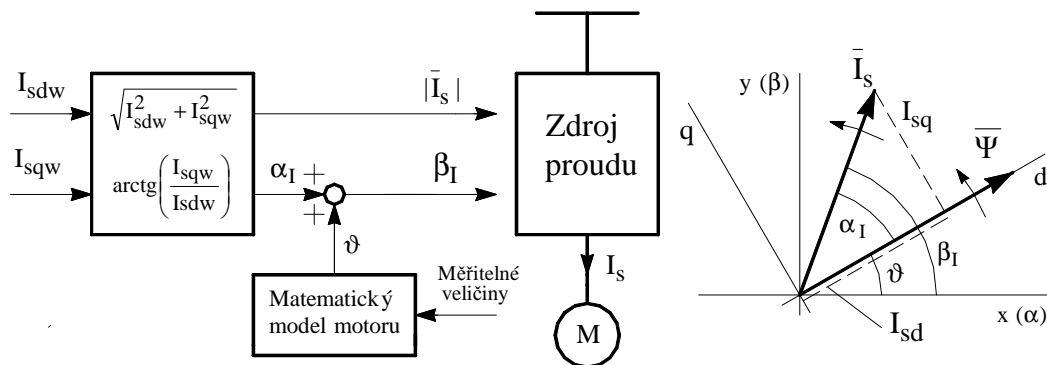 I_sdw
I_sqw
√(I²_sdw + I²_sqw)
arctg(I_sqw / Isdw)
α_I
+
+
ϑ
Matematický
model motoru
Měřitelné
veličiny
|Ī_s|
β_I
Zdroj
proudu
I_s
M
y (β)
Ī_s
I_sq
Ψ̅
q
d
α_I
β_I
ϑ
x (α)
I_sd